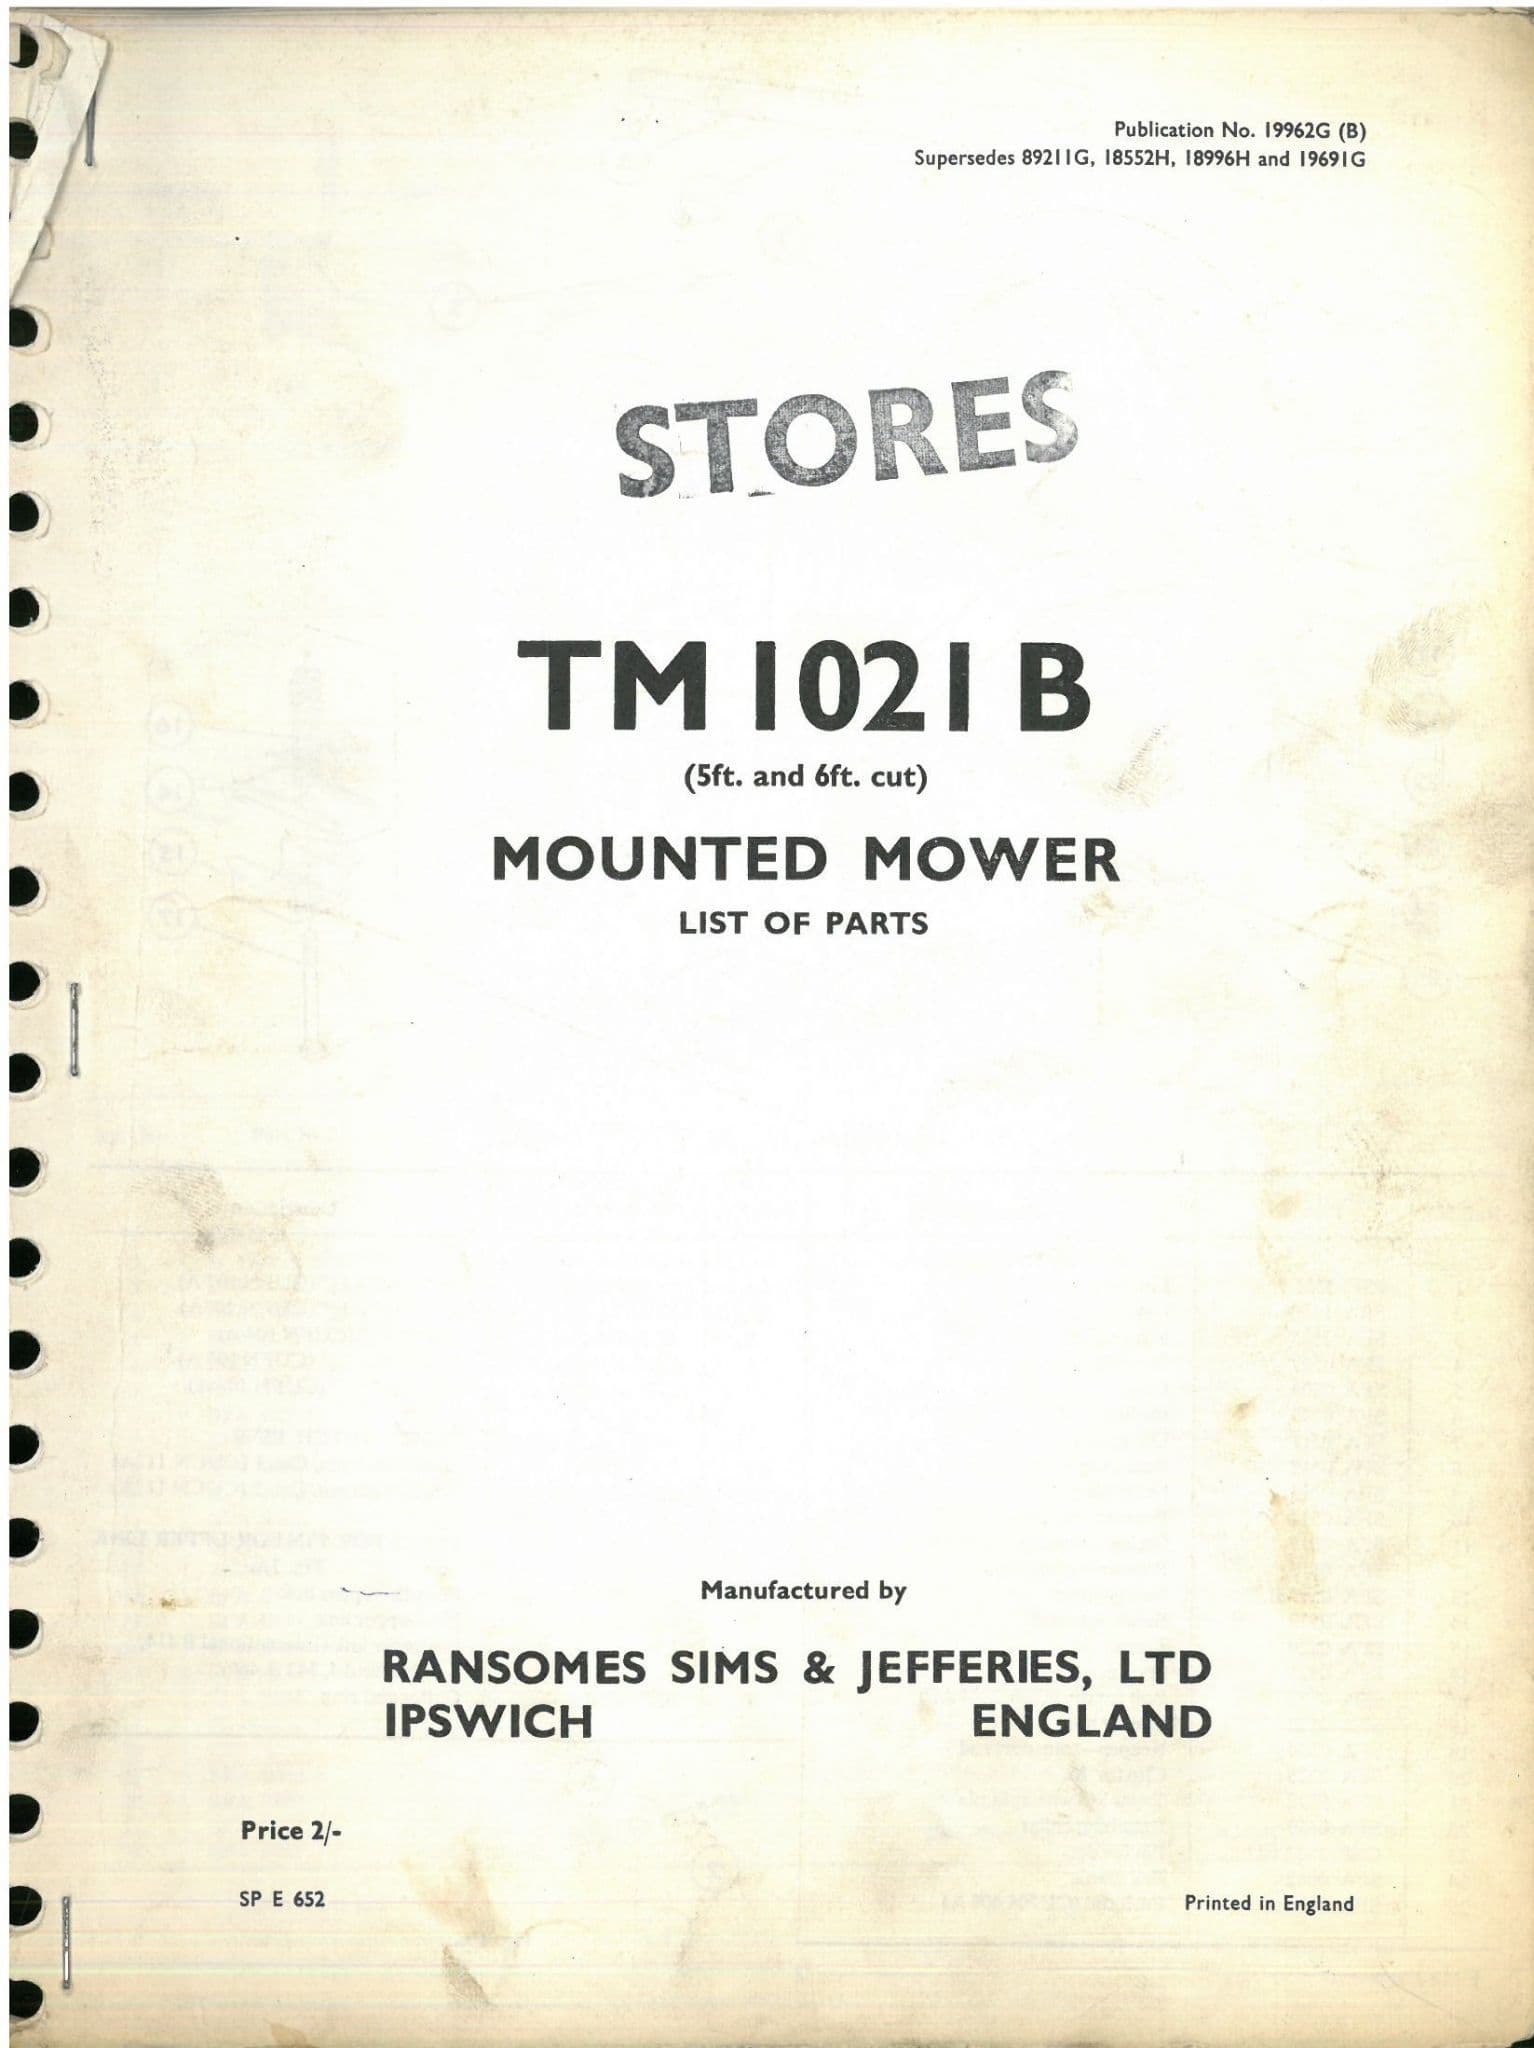 Publication No. 19962G (B)
Supersedes 89211G, 18552H, 18996H and 19691G
STORES
TM 1021 B
(5ft. and 6ft. cut)
MOUNTED MOWER
LIST OF PARTS
Manufactured by
RANSOMES SIMS & JEFFERIES, LTD
IPSWICH ENGLAND
Price 2/-
SP E 652
Printed in England